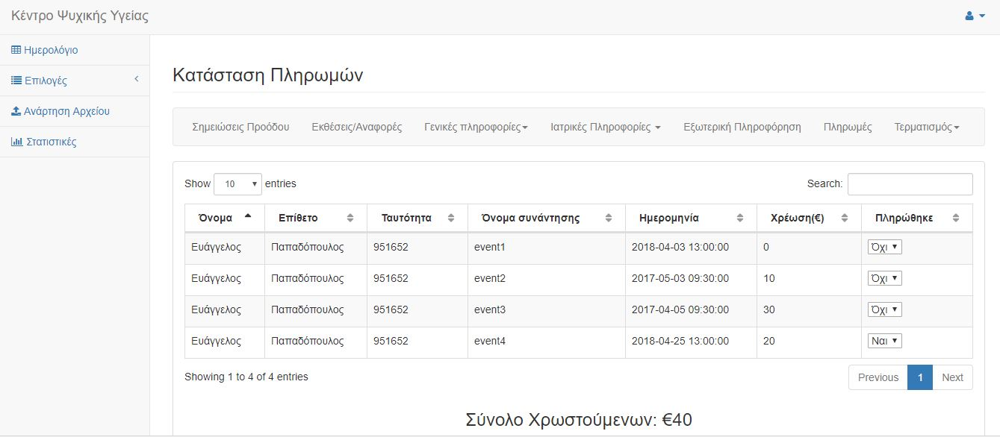 Κέντρο Ψυχικής Υγείας
Ημερολόγιο
Επιλογές
Ανάρτηση Αρχείου
Στατιστικές
Κατάσταση Πληρωμών
Σημειώσεις Προόδου Εκθέσεις/Αναφορές Γενικές πληροφορίες Ιατρικές Πληροφορίες Εξωτερική Πληροφόρηση Πληρωμές Τερματισμός
Show 10 entries Search:
Όνομα Επίθετο Ταυτότητα Όνομα συνάντησης Ημερομηνία Χρέωση(€) Πληρώθηκε
Ευάγγελος Παπαδόπουλος 951652 event1 2018-04-03 13:00:00 0 Όχι
Ευάγγελος Παπαδόπουλος 951652 event2 2017-05-03 09:30:00 10 Όχι
Ευάγγελος Παπαδόπουλος 951652 event3 2017-04-05 09:30:00 30 Όχι
Ευάγγελος Παπαδόπουλος 951652 event4 2018-04-25 13:00:00 20 Ναι
Showing 1 to 4 of 4 entries Previous 1 Next
Σύνολο Χρωστούμενων: €40